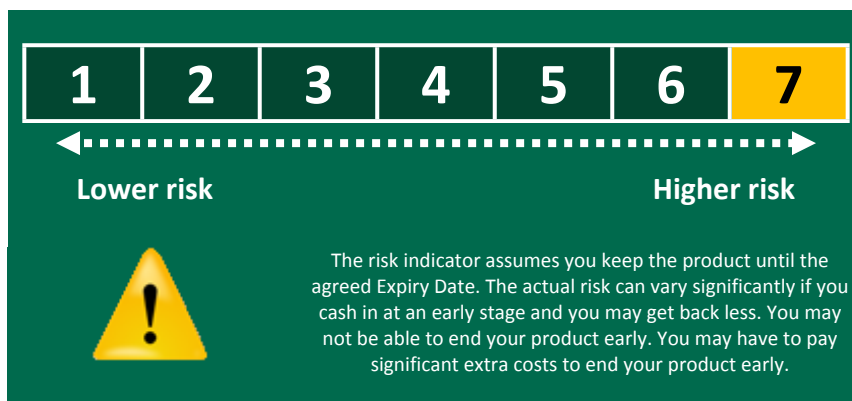 1 2 3 4 5 6 7
Lower risk Higher risk
The risk indicator assumes you keep the product until the
agreed Expiry Date. The actual risk can vary significantly if you
cash in at an early stage and you may get back less. You may
not be able to end your product early. You may have to pay
significant extra costs to end your product early.